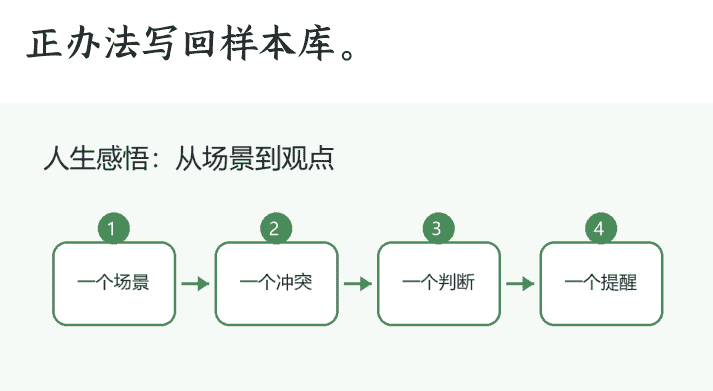 正办法写回样本库。
人生感悟：从场景到观点
1
2
3
4
一个场景
一个冲突
一个判断
一个提醒